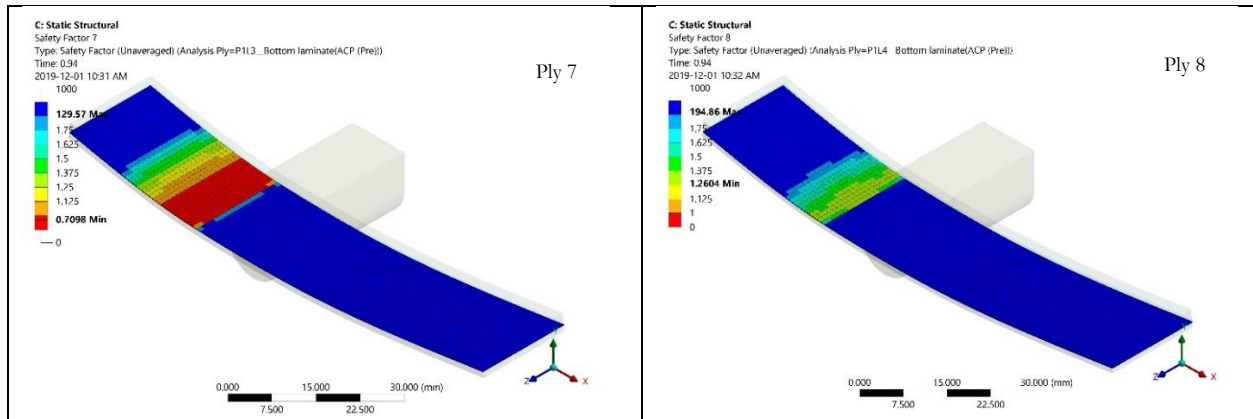 C: Static Structural
Safety Factor 7
Type: Safety Factor (Unaveraged) (Analysis Ply=P1L3__Bottom laminate(ACP (Pre)))
Time: 0.94
2019-12-01 10:31 AM
Ply 7
1000
129.57 Max
1.75
1.625
1.5
1.375
1.25
1.125
0.7098 Min
0
0.000 15.000 30.000 (mm)
7.500 22.500
Y
Z X
C: Static Structural
Safety Factor 8
Type: Safety Factor (Unaveraged) (Analysis Ply=P1L4__Bottom laminate(ACP (Pre)))
Time: 0.94
2019-12-01 10:32 AM
Ply 8
1000
194.86 Max
1.75
1.625
1.5
1.375
1.2604 Min
1.125
1
0
0.000 15.000 30.000 (mm)
7.500 22.500
Y
Z X